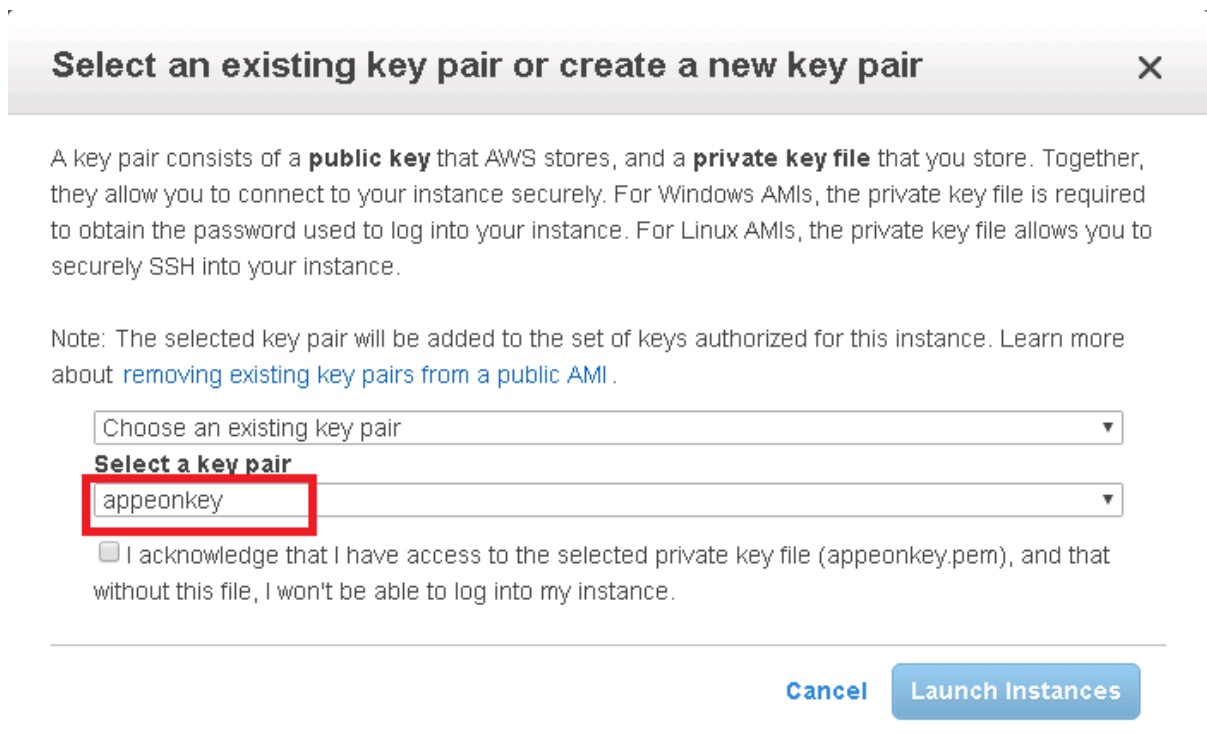 Select an existing key pair or create a new key pair
A key pair consists of a public key that AWS stores, and a private key file that you store. Together,
they allow you to connect to your instance securely. For Windows AMIs, the private key file is required
to obtain the password used to log into your instance. For Linux AMIs, the private key file allows you to
securely SSH into your instance.
Note: The selected key pair will be added to the set of keys authorized for this instance. Learn more
about removing existing key pairs from a public AMI.
Choose an existing key pair
Select a key pair
appeonkey
I acknowledge that I have access to the selected private key file (appeonkey.pem), and that
without this file, I won't be able to log into my instance.
Cancel Launch Instances